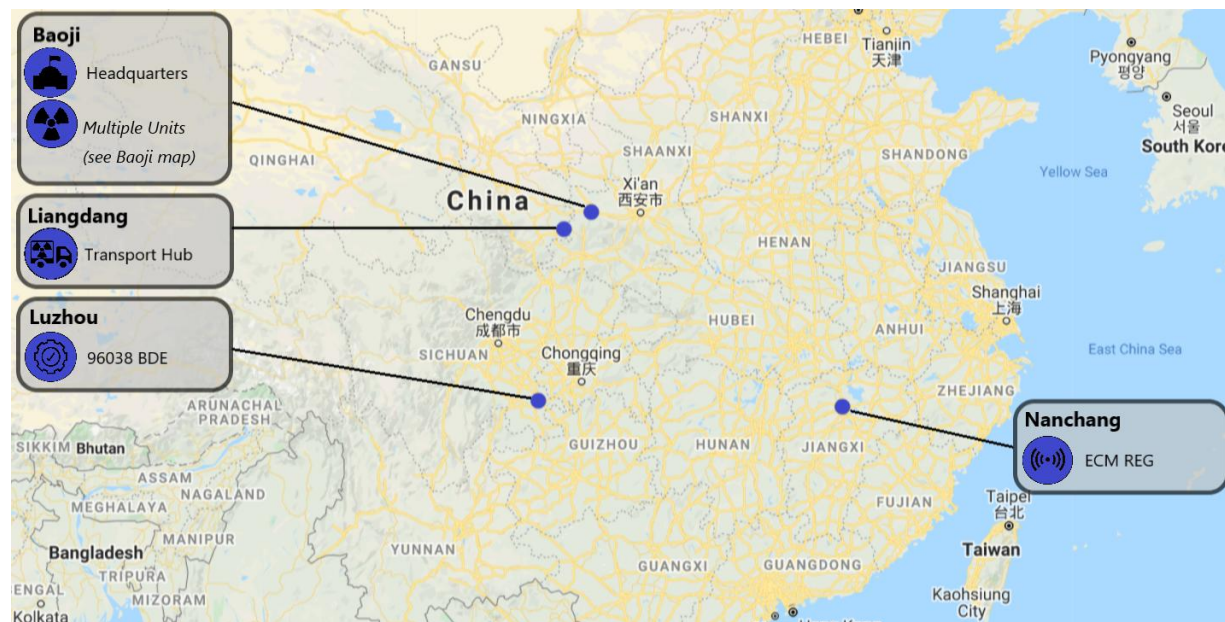 Baoji
Headquarters
Multiple Units
(see Baoji map)
Liangdang
Transport Hub
Luzhou
96038 BDE
Nanchang
ECM REG
HEBEI
Tianjin
天津
Pyongyang
평양
Seoul
서울
South Kore
GANSU
NINGXIA
SHANXI
SHAANXI
SHANDONG
Yellow Sea
QINGHAI
Xi'an
西安市
China
HENAN
JIANGSU
Shanghai
上海
Chengdu
成都市
HUBEI
ANHUI
East China Sea
SICHUAN
Chongqing
重庆
ZHEJIANG
ARUNACHAL
PRADESH
SIKKIM
Bhutan
GUIZHOU
HUNAN
JIANGXI
ASSAM
NAGALAND
MEGHALAYA
FUJIAN
Taipei
台北
MANIPUR
Bangladesh
YUNNAN
GUANGXI
GUANGDONG
Taiwan
TRIPURA
MIZORAM
ENGAL
Kolkata
Kaohsiung
City